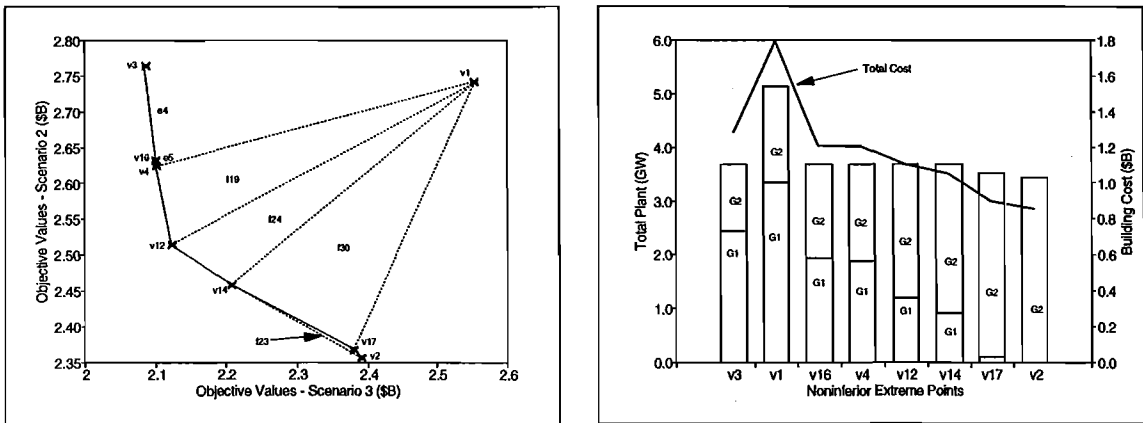 Objective Values - Scenario 2 ($B)
2.80
2.75
2.70
2.65
2.60
2.55
2.50
2.45
2.40
2.35
v3
v1
e4
v16 e5
v4
f19
f24
v12
f30
v14
f23
v17
v2
2 2.1 2.2 2.3 2.4 2.5 2.6
Objective Values - Scenario 3 ($B)
Total Plant (GW)
6.0
5.0
4.0
3.0
2.0
1.0
0.0
Total Cost
G2 G2 G2 G2 G2 G2 G2 G2
G1 G1 G1 G1 G1 G1
1.8
1.6
1.4
1.2
1.0
0.8
0.6
0.4
0.2
0.0
Building Cost ($B)
v3 v1 v16 v4 v12 v14 v17 v2
Noninferior Extreme Points